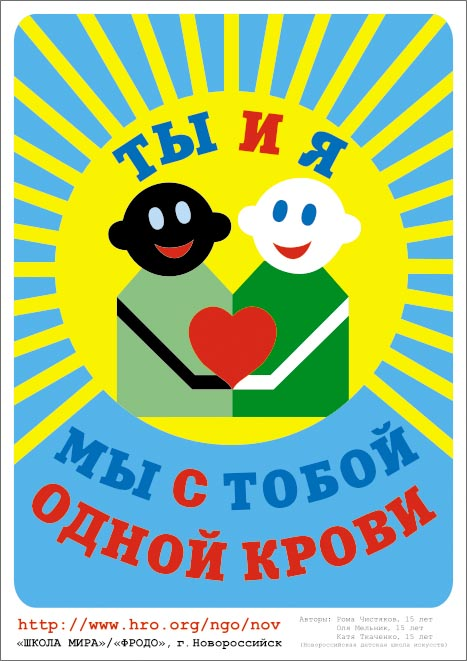 ТЫ И Я
МЫ С ТОБОЙ
ОДНОЙ КРОВИ
http://www.hro.org/ngo/nov
«ШКОЛА МИРА»/«ФРОДО», г.Новороссийск
Авторы: Рома Чистяков, 15 лет
Оля Мельник, 15 лет
Катя Ткаченко, 15 лет
(Новороссийская детская школа искусств)